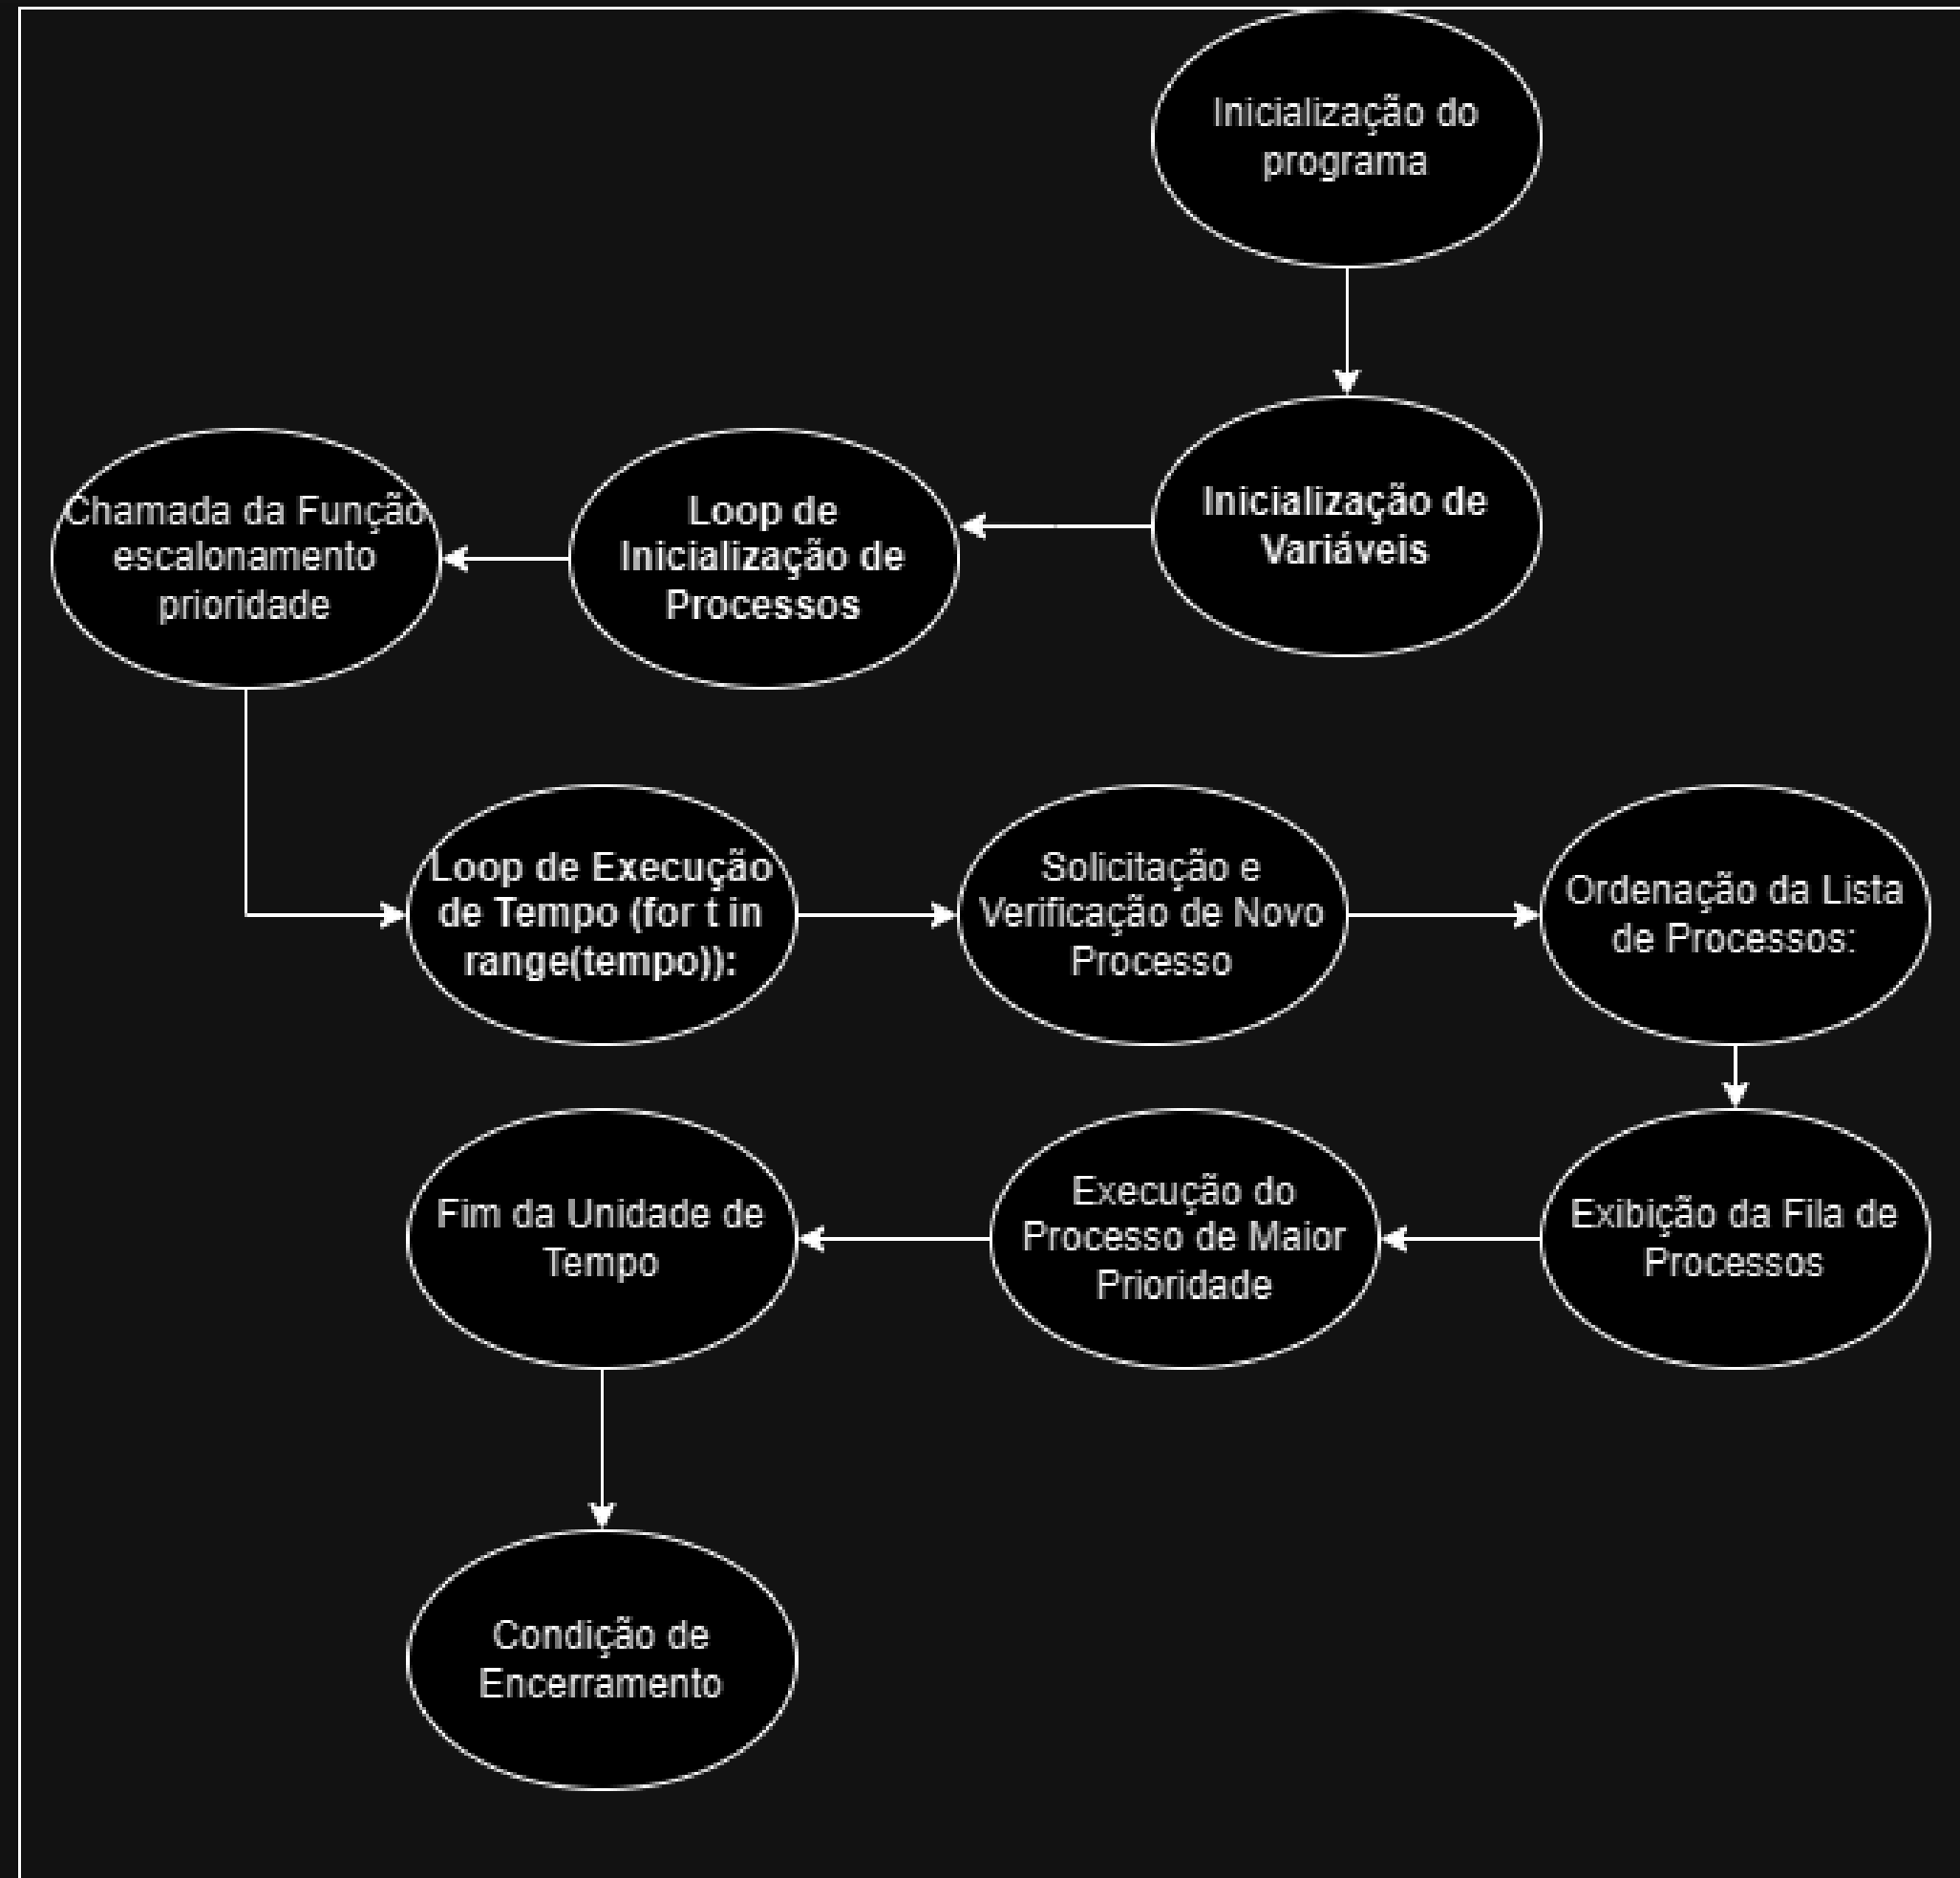 Inicialização do
programa
Inicialização de
Variáveis
Loop de
Inicialização de
Processos
Chamada da Função
escalonamento
prioridade
Loop de Execução
de Tempo (for t in
range(tempo)):
Solicitação e
Verificação de Novo
Processo
Ordenação da Lista
de Processos:
Exibição da Fila de
Processos
Execução do
Processo de Maior
Prioridade
Fim da Unidade de
Tempo
Condição de
Encerramento